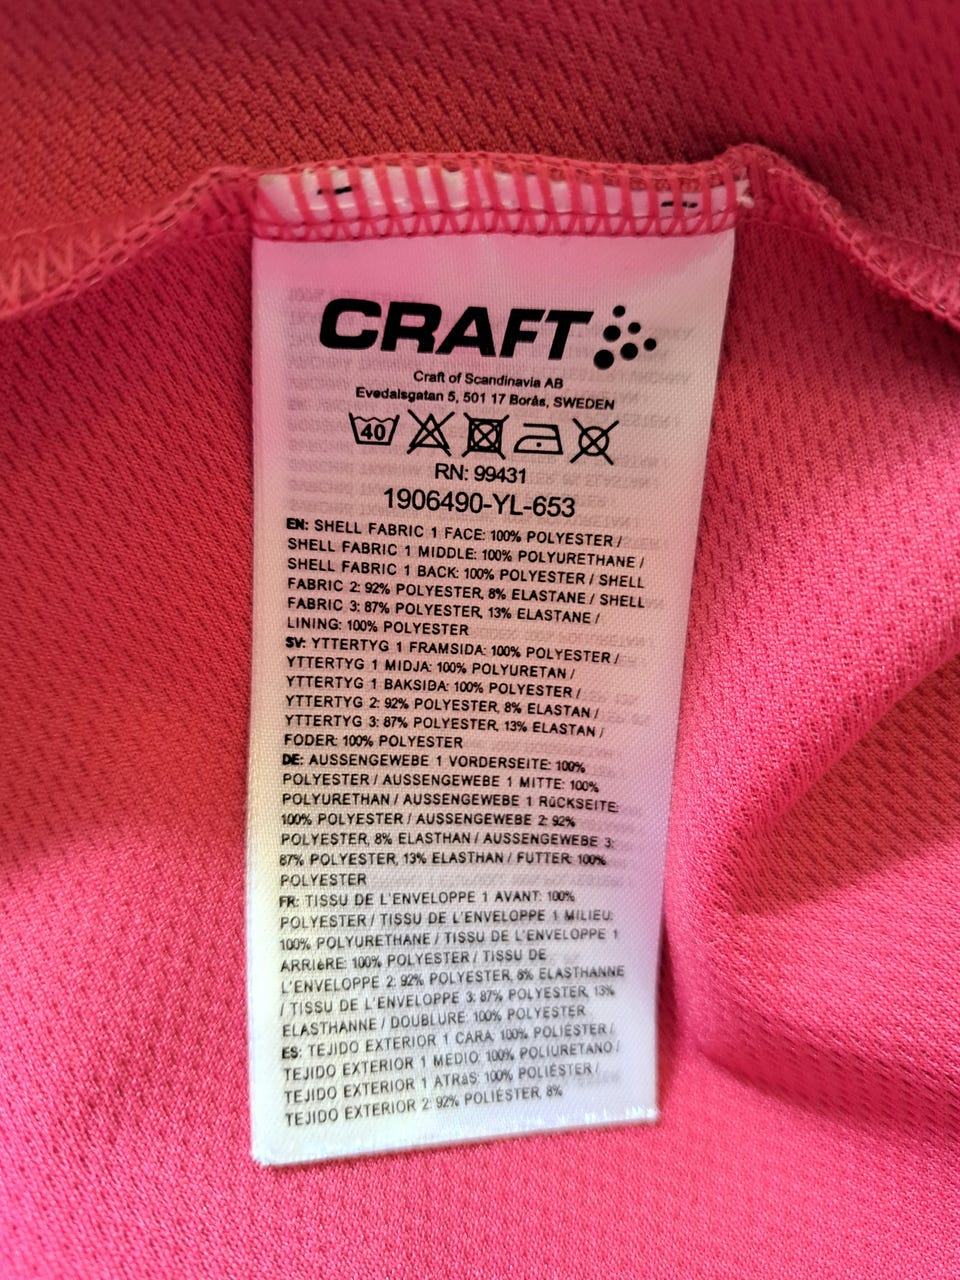 CRAFT
Craft of Scandinavia AB
Evedalsgatan 5, 501 17 Borås, SWEDEN
40
RN: 99431
1906490-YL-653
EN: SHELL FABRIC 1 FACE: 100% POLYESTER /
SHELL FABRIC 1 MIDDLE: 100% POLYURETHANE /
SHELL FABRIC 1 BACK: 100% POLYESTER / SHELL
FABRIC 2: 92% POLYESTER, 8% ELASTANE / SHELL
FABRIC 3: 87% POLYESTER, 13% ELASTANE /
LINING: 100% POLYESTER
SV: YTTERTYG 1 FRAMSIDA: 100% POLYESTER /
YTTERTYG 1 MIDJA: 100% POLYURETAN /
YTTERTYG 1 BAKSIDA: 100% POLYESTER /
YTTERTYG 2: 92% POLYESTER, 8% ELASTAN /
YTTERTYG 3: 87% POLYESTER, 13% ELASTAN /
FODER: 100% POLYESTER
DE: AUSSENGEWEBE 1 VORDERSEITE: 100%
POLYESTER / AUSSENGEWEBE 1 MITTE: 100%
POLYURETHAN / AUSSENGEWEBE 1 RüCKSEITE:
100% POLYESTER / AUSSENGEWEBE 2: 92%
POLYESTER, 8% ELASTHAN / AUSSENGEWEBE 3:
87% POLYESTER, 13% ELASTHAN / FUTTER: 100%
POLYESTER
FR: TISSU DE L'ENVELOPPE 1 AVANT: 100%
POLYESTER / TISSU DE L'ENVELOPPE 1 MILIEU:
100% POLYURETHANE / TISSU DE L'ENVELOPPE 1
ARRIèRE: 100% POLYESTER / TISSU DE
L'ENVELOPPE 2: 92% POLYESTER, 8% ELASTHANNE
/ TISSU DE L'ENVELOPPE 3: 87% POLYESTER, 13%
ELASTHANNE / DOUBLURE: 100% POLYESTER
ES: TEJIDO EXTERIOR 1 CARA: 100% POLIÉSTER /
TEJIDO EXTERIOR 1 MEDIO: 100% POLIURETANO /
TEJIDO EXTERIOR 1 ATRáS: 100% POLIÉSTER /
TEJIDO EXTERIOR 2: 92% POLIÉSTER, 8%